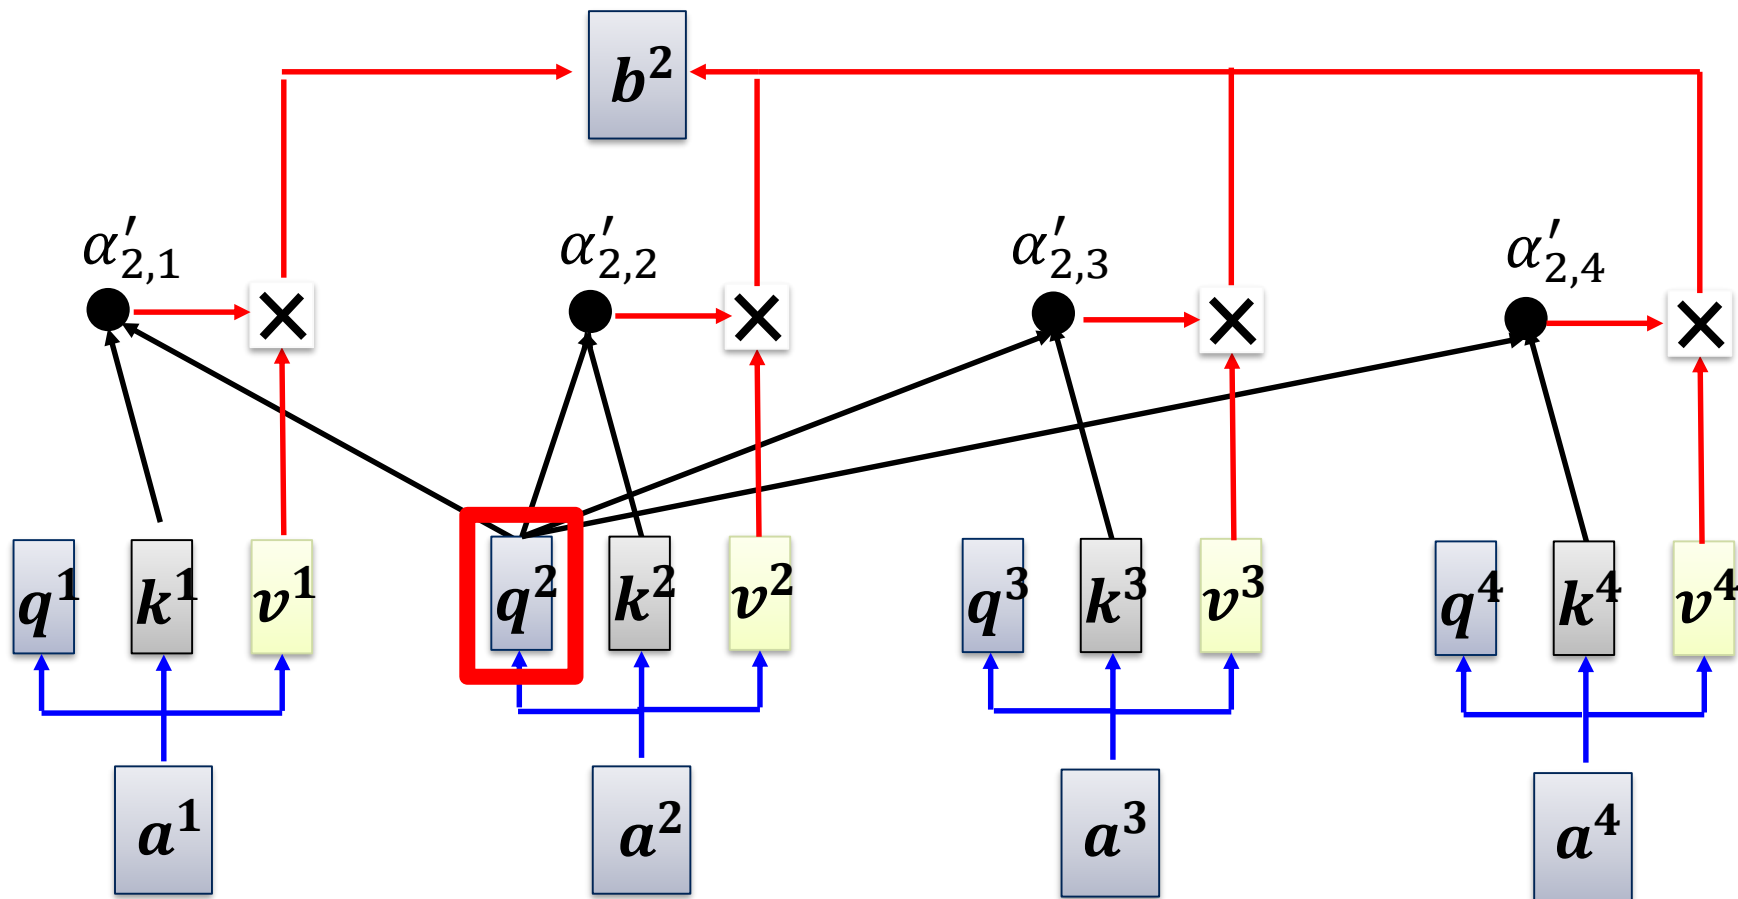 b²
α′₂,₁ α′₂,₂ α′₂,₃ α′₂,₄
× × × ×
q¹ k¹ v¹ q² k² v² q³ k³ v³ q⁴ k⁴ v⁴
a¹ a² a³ a⁴